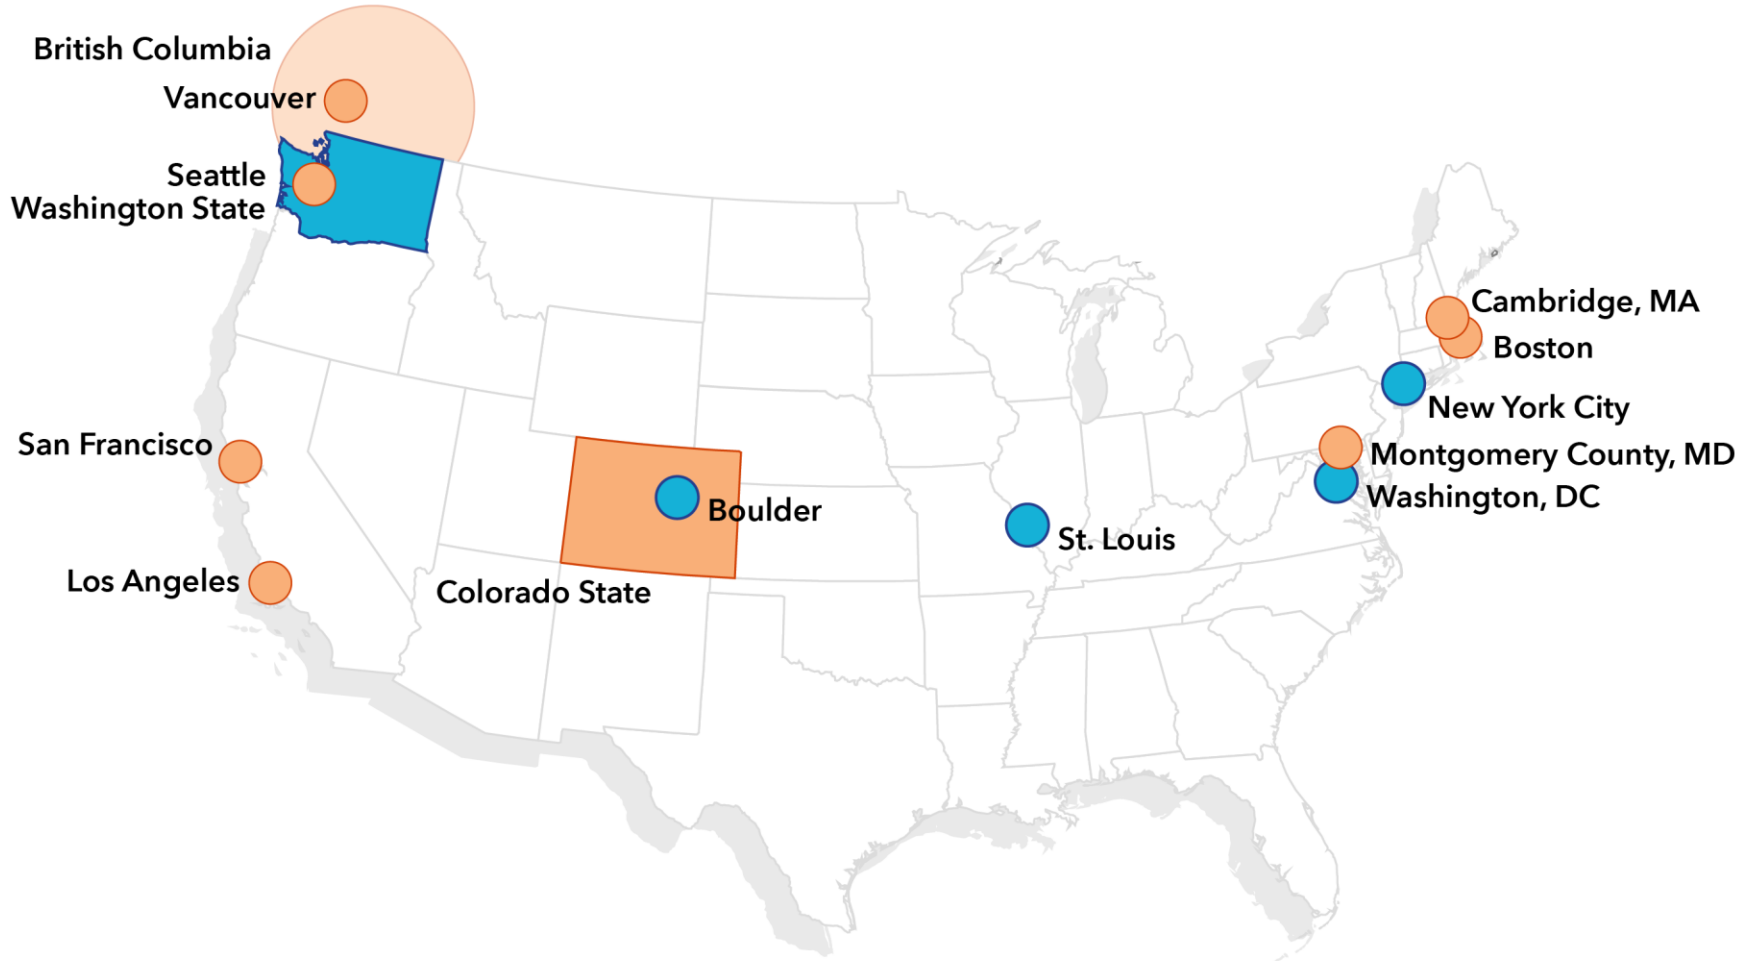 British Columbia
Vancouver
Seattle
Washington State
Cambridge, MA
Boston
New York City
San Francisco
Montgomery County, MD
Washington, DC
Boulder
St. Louis
Los Angeles
Colorado State